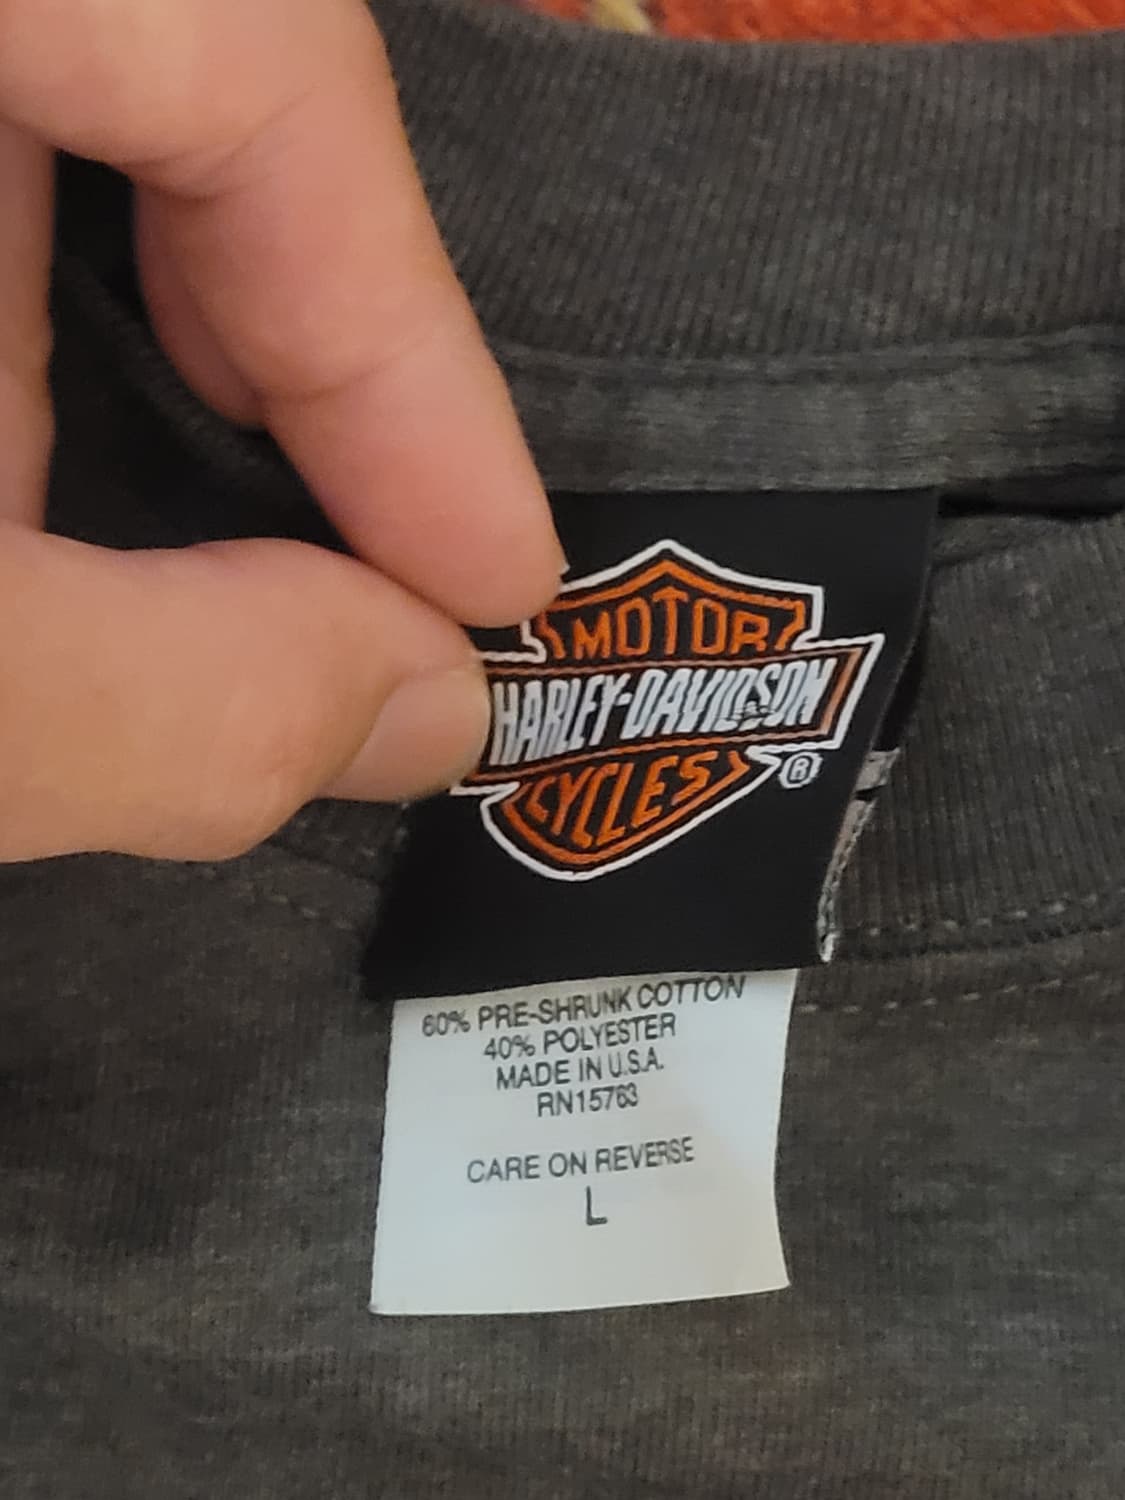 MOTOR
HARLEY-DAVIDSON
CYCLES
®
60% PRE-SHRUNK COTTON
40% POLYESTER
MADE IN U.S.A.
RN15763
CARE ON REVERSE
L